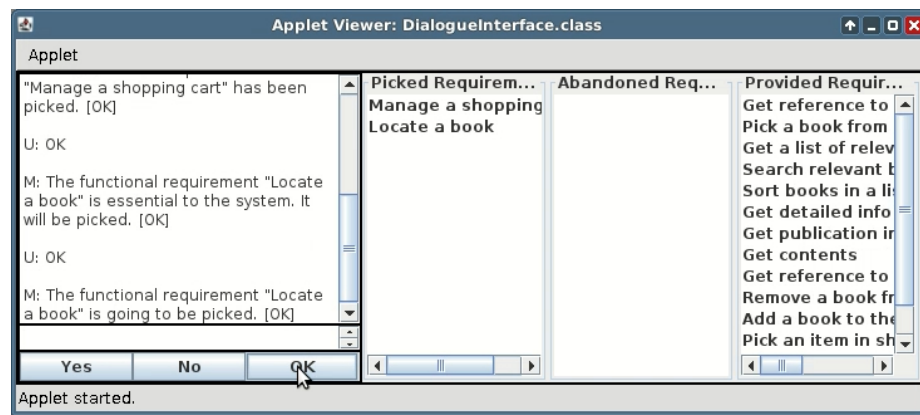 Applet Viewer: DialogueInterface.class
Applet
"Manage a shopping cart" has been
picked. [OK]
U: OK
M: The functional requirement "Locate
a book" is essential to the system. It
will be picked. [OK]
U: OK
M: The functional requirement "Locate
a book" is going to be picked. [OK]
Yes
No
OK
Picked Requirem...
Manage a shopping
Locate a book
Abandoned Req...
Provided Requir...
Get reference to
Pick a book from
Get a list of relev
Search relevant b
Sort books in a li
Get detailed info
Get publication in
Get contents
Get reference to
Remove a book fr
Add a book to the
Pick an item in sh
Applet started.